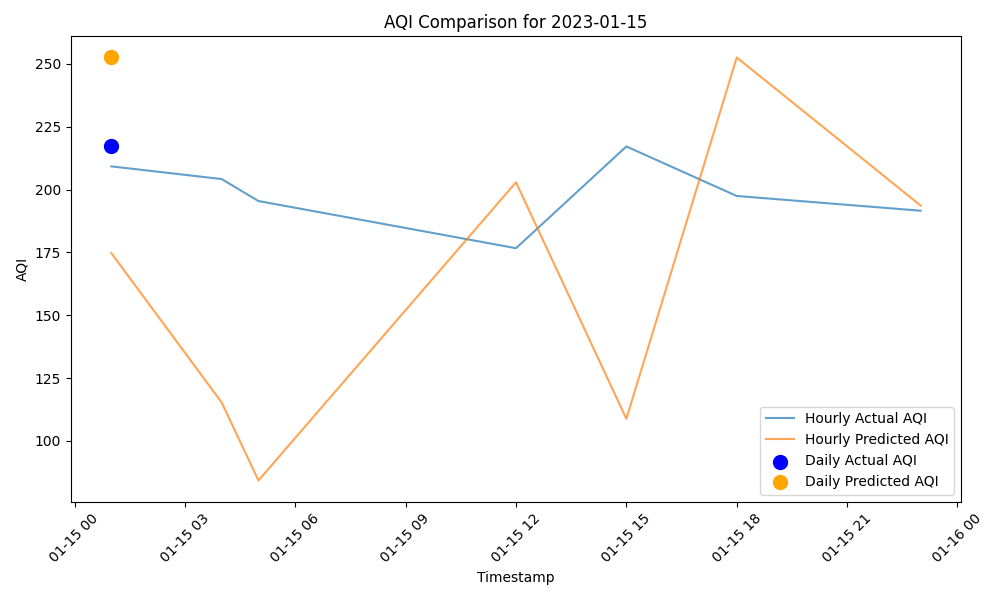 AQI Comparison for 2023-01-15
AQI
250
225
200
175
150
125
100
Hourly Actual AQI
Hourly Predicted AQI
Daily Actual AQI
Daily Predicted AQI
01-15 00
01-15 03
01-15 06
01-15 09
01-15 12
01-15 15
01-15 18
01-15 21
01-16 00
Timestamp